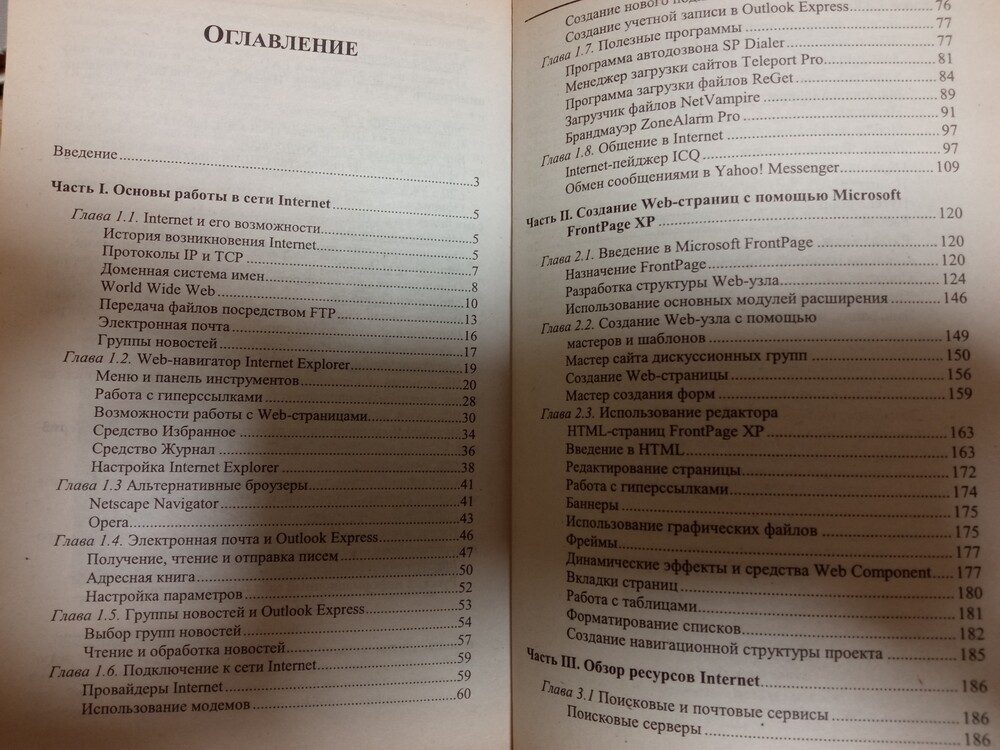 ОГЛАВЛЕНИЕ
Введение...3
Часть I. Основы работы в сети Internet...5
Глава 1.1. Internet и его возможности...5
История возникновения Internet...5
Протоколы IP и TCP...7
Доменная система имен...8
World Wide Web...10
Передача файлов посредством FTP...13
Электронная почта...16
Группы новостей...17
Глава 1.2. Web-навигатор Internet Explorer...19
Меню и панель инструментов...20
Работа с гиперссылками...28
Возможности работы с Web-страницами...30
Средство Избранное...34
Средство Журнал...36
Настройка Internet Explorer...38
Глава 1.3 Альтернативные броузеры...41
Netscape Navigator...41
Opera...43
Глава 1.4. Электронная почта и Outlook Express...46
Получение, чтение и отправка писем...47
Адресная книга...50
Настройка параметров...52
Глава 1.5. Группы новостей и Outlook Express...53
Выбор групп новостей...54
Чтение и обработка новостей...57
Глава 1.6. Подключение к сети Internet...59
Провайдеры Internet...59
Использование модемов...60
Создание нового
Создание учетной записи в Outlook Express...76
Глава 1.7. Полезные программы...77
Программа автодозвона SP Dialer...77
Менеджер загрузки сайтов Teleport Pro...81
Программа загрузки файлов ReGet...84
Загрузчик файлов NetVampire...89
Брандмауэр ZoneAlarm Pro...91
Глава 1.8. Общение в Internet...97
Internet-пейджер ICQ...97
Обмен сообщениями в Yahoo! Messenger...109
Часть II. Создание Web-страниц с помощью Microsoft
FrontPage XP...120
Глава 2.1. Введение в Microsoft FrontPage...120
Назначение FrontPage...120
Разработка структуры Web-узла...124
Использование основных модулей расширения...146
Глава 2.2. Создание Web-узла с помощью
мастеров и шаблонов...149
Мастер сайта дискуссионных групп...150
Создание Web-страницы...156
Мастер создания форм...159
Глава 2.3. Использование редактора
HTML-страниц FrontPage XP...163
Введение в HTML...163
Редактирование страницы...172
Работа с гиперссылками...174
Баннеры...175
Использование графических файлов...175
Фреймы...177
Динамические эффекты и средства Web Component...177
Вкладки страниц...180
Работа с таблицами...181
Форматирование списков...182
Создание навигационной структуры проекта...185
Часть III. Обзор ресурсов Internet...186
Глава 3.1 Поисковые и почтовые сервисы...186
Поисковые серверы...186